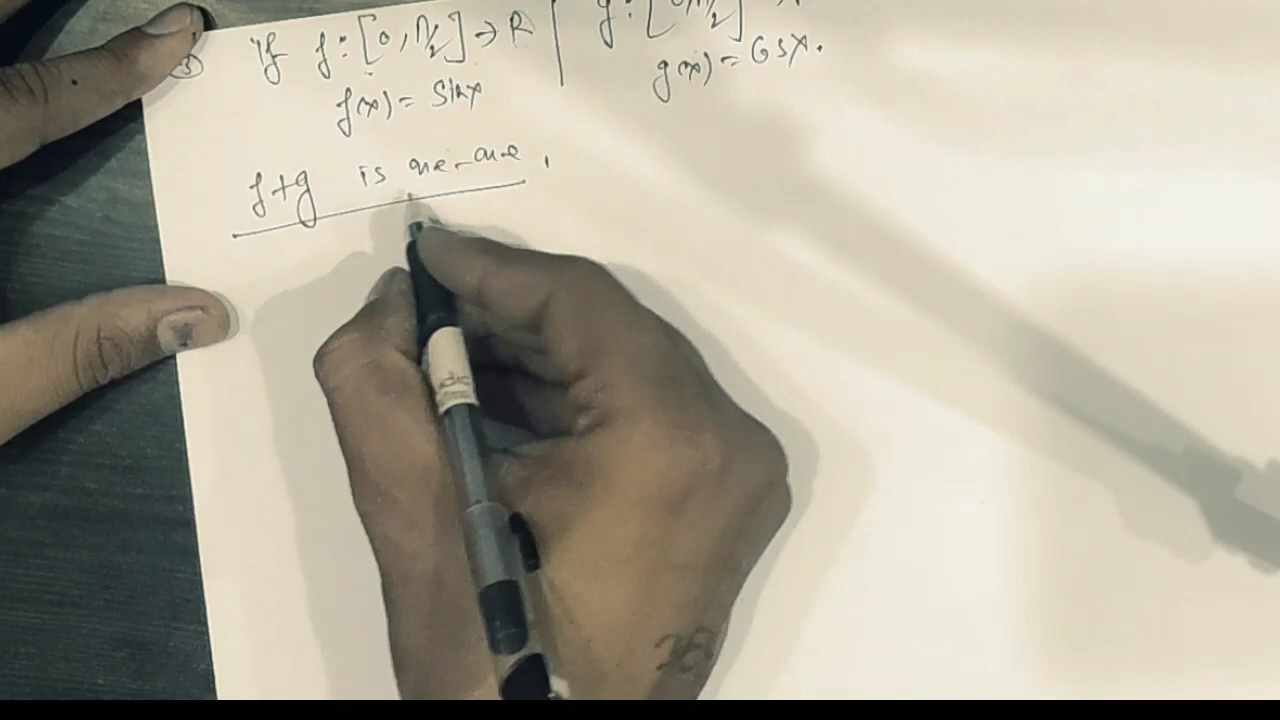 ③ If f : [0, π/2] → R | g : [0, π/2]
f(x) = Sinx
g(x) = Cosx.
f+g is one-one,